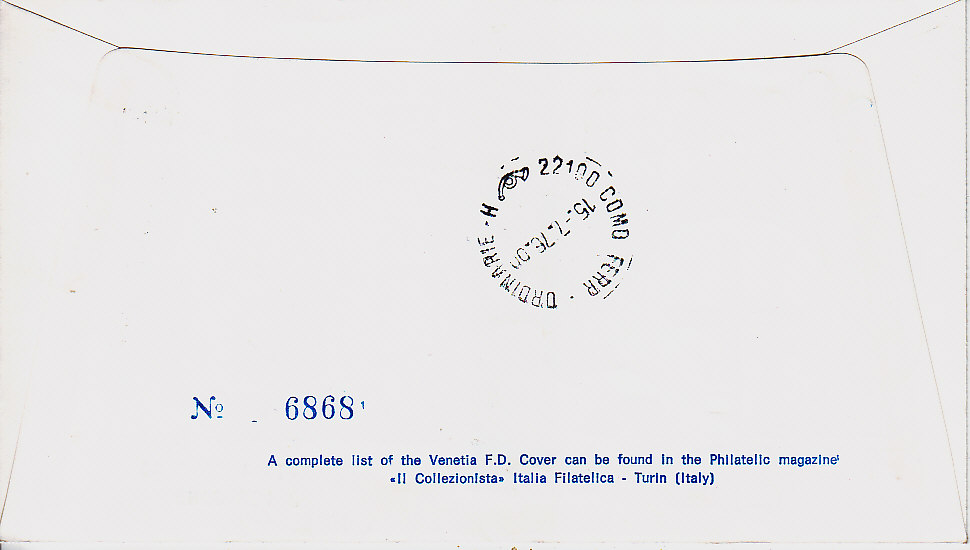 22100 COMO FERR - ORDINARIE - H
15.-7.76.00
Nº 6868
A complete list of the Venetia F.D. Cover can be found in the Philatelic magazine
«Il Collezionista» Italia Filatelica - Turin (Italy)